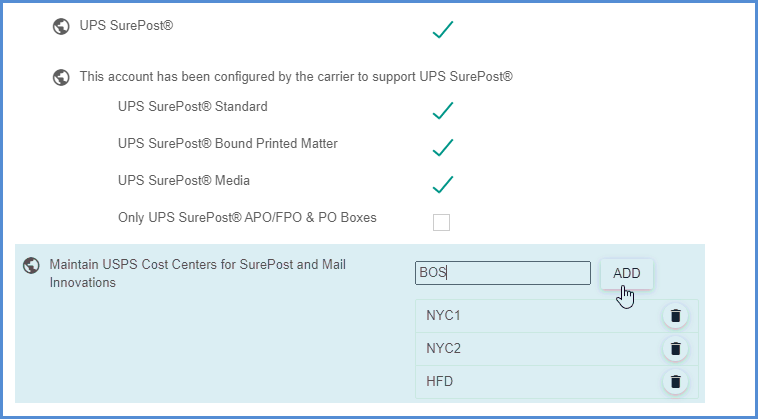 UPS SurePost®
This account has been configured by the carrier to support UPS SurePost®
UPS SurePost® Standard
UPS SurePost® Bound Printed Matter
UPS SurePost® Media
Only UPS SurePost® APO/FPO & PO Boxes
Maintain USPS Cost Centers for SurePost and Mail
Innovations
BOS
ADD
NYC1
NYC2
HFD